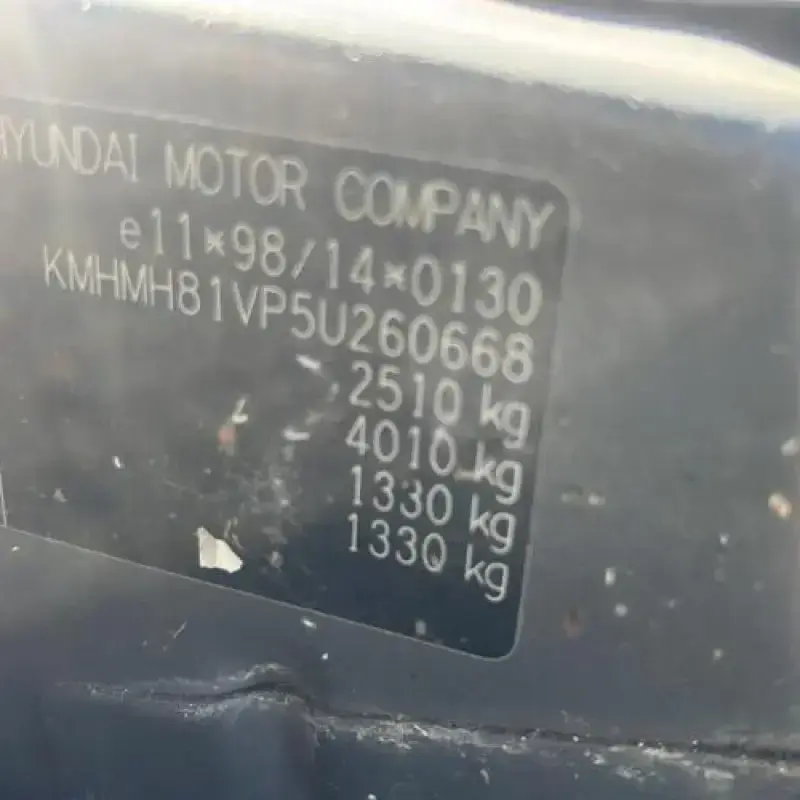 HYUNDAI MOTOR COMPANY
e11*98/14*0130
KMHMH81VP5U260668
2510 kg
4010 kg
1330 kg
1330 kg